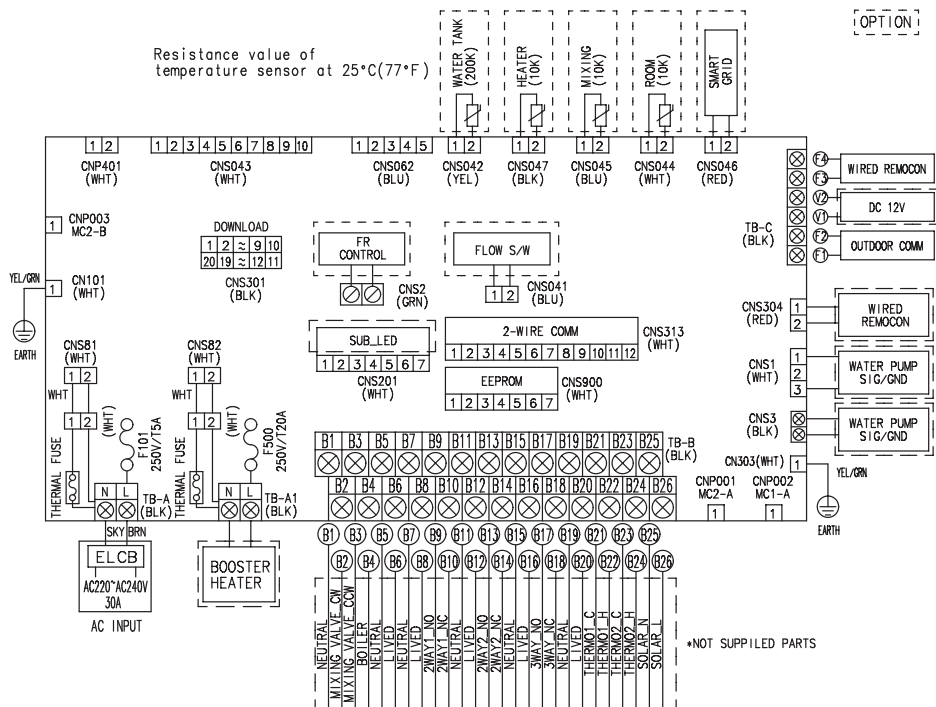 OPTION
Resistance value of
temperature sensor at 25°C(77°F)
WATER TANK
(200K)
HEATER
(10K)
MIXING
(10K)
ROOM
(10K)
SMART
GRID
1 2
1 2 3 4 5 6 7 8 9 10
1 2 3 4 5
1 2
1 2
1 2
1 2
1 2
CNP401
(WHT)
CNS043
(WHT)
CNS062
(BLU)
CNS042
(YEL)
CNS047
(BLK)
CNS045
(BLU)
CNS044
(WHT)
CNS046
(RED)
F4
F3
WIRED REMOCON
V2
V1
DC 12V
F2
F1
OUTDOOR COMM
TB-C
(BLK)
1
CNP003
MC2-B
DOWNLOAD
1 2 ≈ 9 10
20 19 ≈ 12 11
CNS301
(BLK)
FR
CONTROL
CNS2
(GRN)
FLOW S/W
1 2
CNS041
(BLU)
YEL/GRN
1
CN101
(WHT)
EARTH
CNS304
(RED)
1
2
WIRED
REMOCON
SUB_LED
1 2 3 4 5 6 7
CNS201
(WHT)
2-WIRE COMM
1 2 3 4 5 6 7 8 9 10 11 12
CNS313
(WHT)
EEPROM
1 2 3 4 5 6 7
CNS900
(WHT)
CNS1
(WHT)
1
2
3
WATER PUMP
SIG/GND
CNS3
(BLK)
WATER PUMP
SIG/GND
CNS81
(WHT)
1 2
WHT
1 2
(WHT)
THERMAL FUSE
F101
250V/T5A
N L
TB-A
(BLK)
CNS82
(WHT)
1 2
WHT
1 2
(WHT)
THERMAL FUSE
F500
250V/T20A
N L
TB-A1
(BLK)
B1 B3 B5 B7 B9 B11 B13 B15 B17 B19 B21 B23 B25
TB-B
(BLK)
B2 B4 B6 B8 B10 B12 B14 B16 B18 B20 B22 B24 B26
CN303(WHT)
1
YEL/GRN
EARTH
CNP001
MC2-A
1
CNP002
MC1-A
1
SKY BRN
ELCB
AC220~AC240V
30A
AC INPUT
BOOSTER
HEATER
B1 B3 B5 B7 B9 B11 B13 B15 B17 B19 B21 B23 B25
B2 B4 B6 B8 B10 B12 B14 B16 B18 B20 B22 B24 B26
NEUTRAL
MIXING VALVE_CW
MIXING VALVE_CCW
BOILER
NEUTRAL
LIVED
NEUTRAL
LIVED
2WAY1_NO
2WAY1_NC
NEUTRAL
LIVED
2WAY2_NO
2WAY2_NC
NEUTRAL
LIVED
3WAY_NO
3WAY_NC
NEUTRAL
LIVED
THERMO1_C
THERMO1_H
THERMO2_C
THERMO2_H
SOLAR_N
SOLAR_L
*NOT SUPPILED PARTS